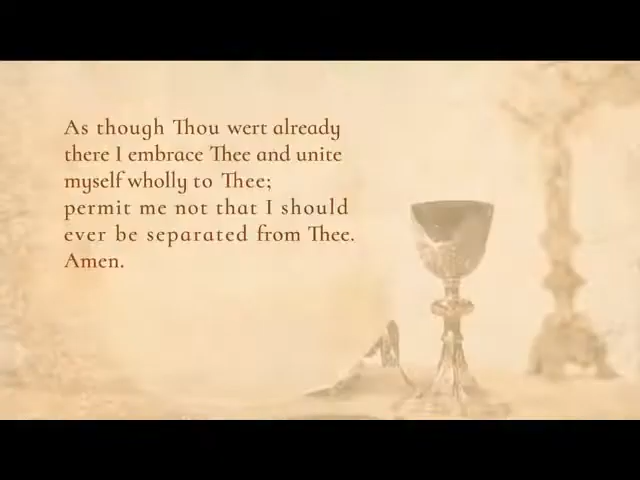 As though Thou wert already
there I embrace Thee and unite
myself wholly to Thee;
permit me not that I should
ever be separated from Thee.
Amen.